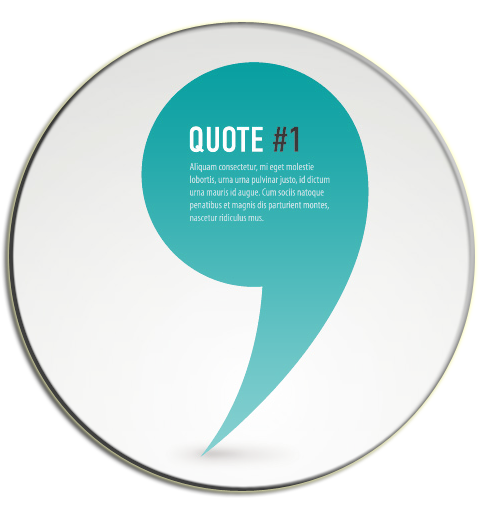 QUOTE #1
Aliquam consectetur, mi eget molestie
lobortis, urna urna pulvinar justo, id dictum
urna mauris id augue. Cum sociis natoque
penatibus et magnis dis parturient montes,
nascetur ridiculus mus.